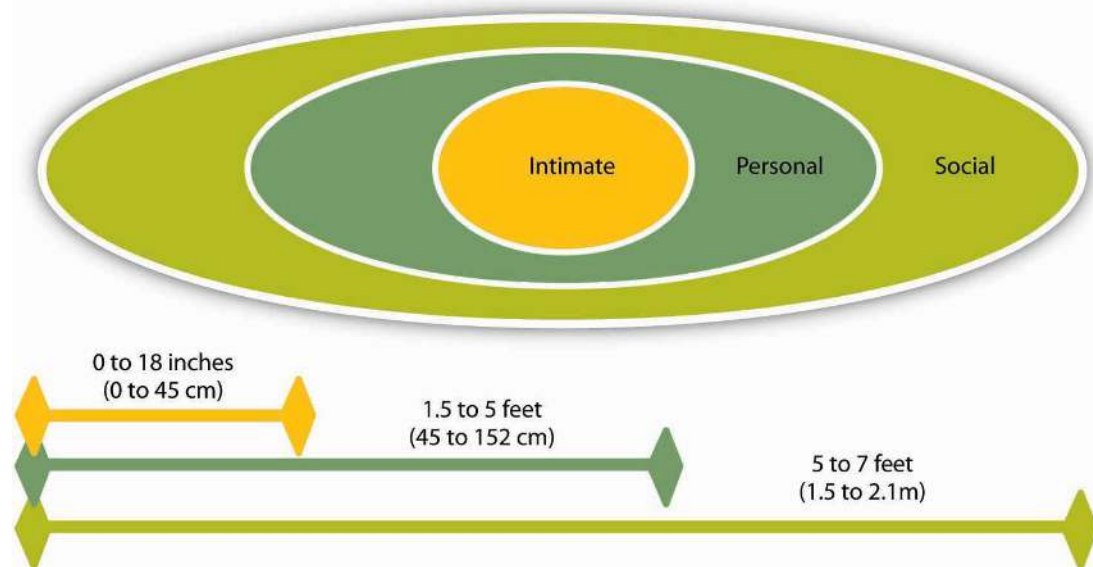 Intimate
Personal
Social
0 to 18 inches
(0 to 45 cm)
1.5 to 5 feet
(45 to 152 cm)
5 to 7 feet
(1.5 to 2.1m)